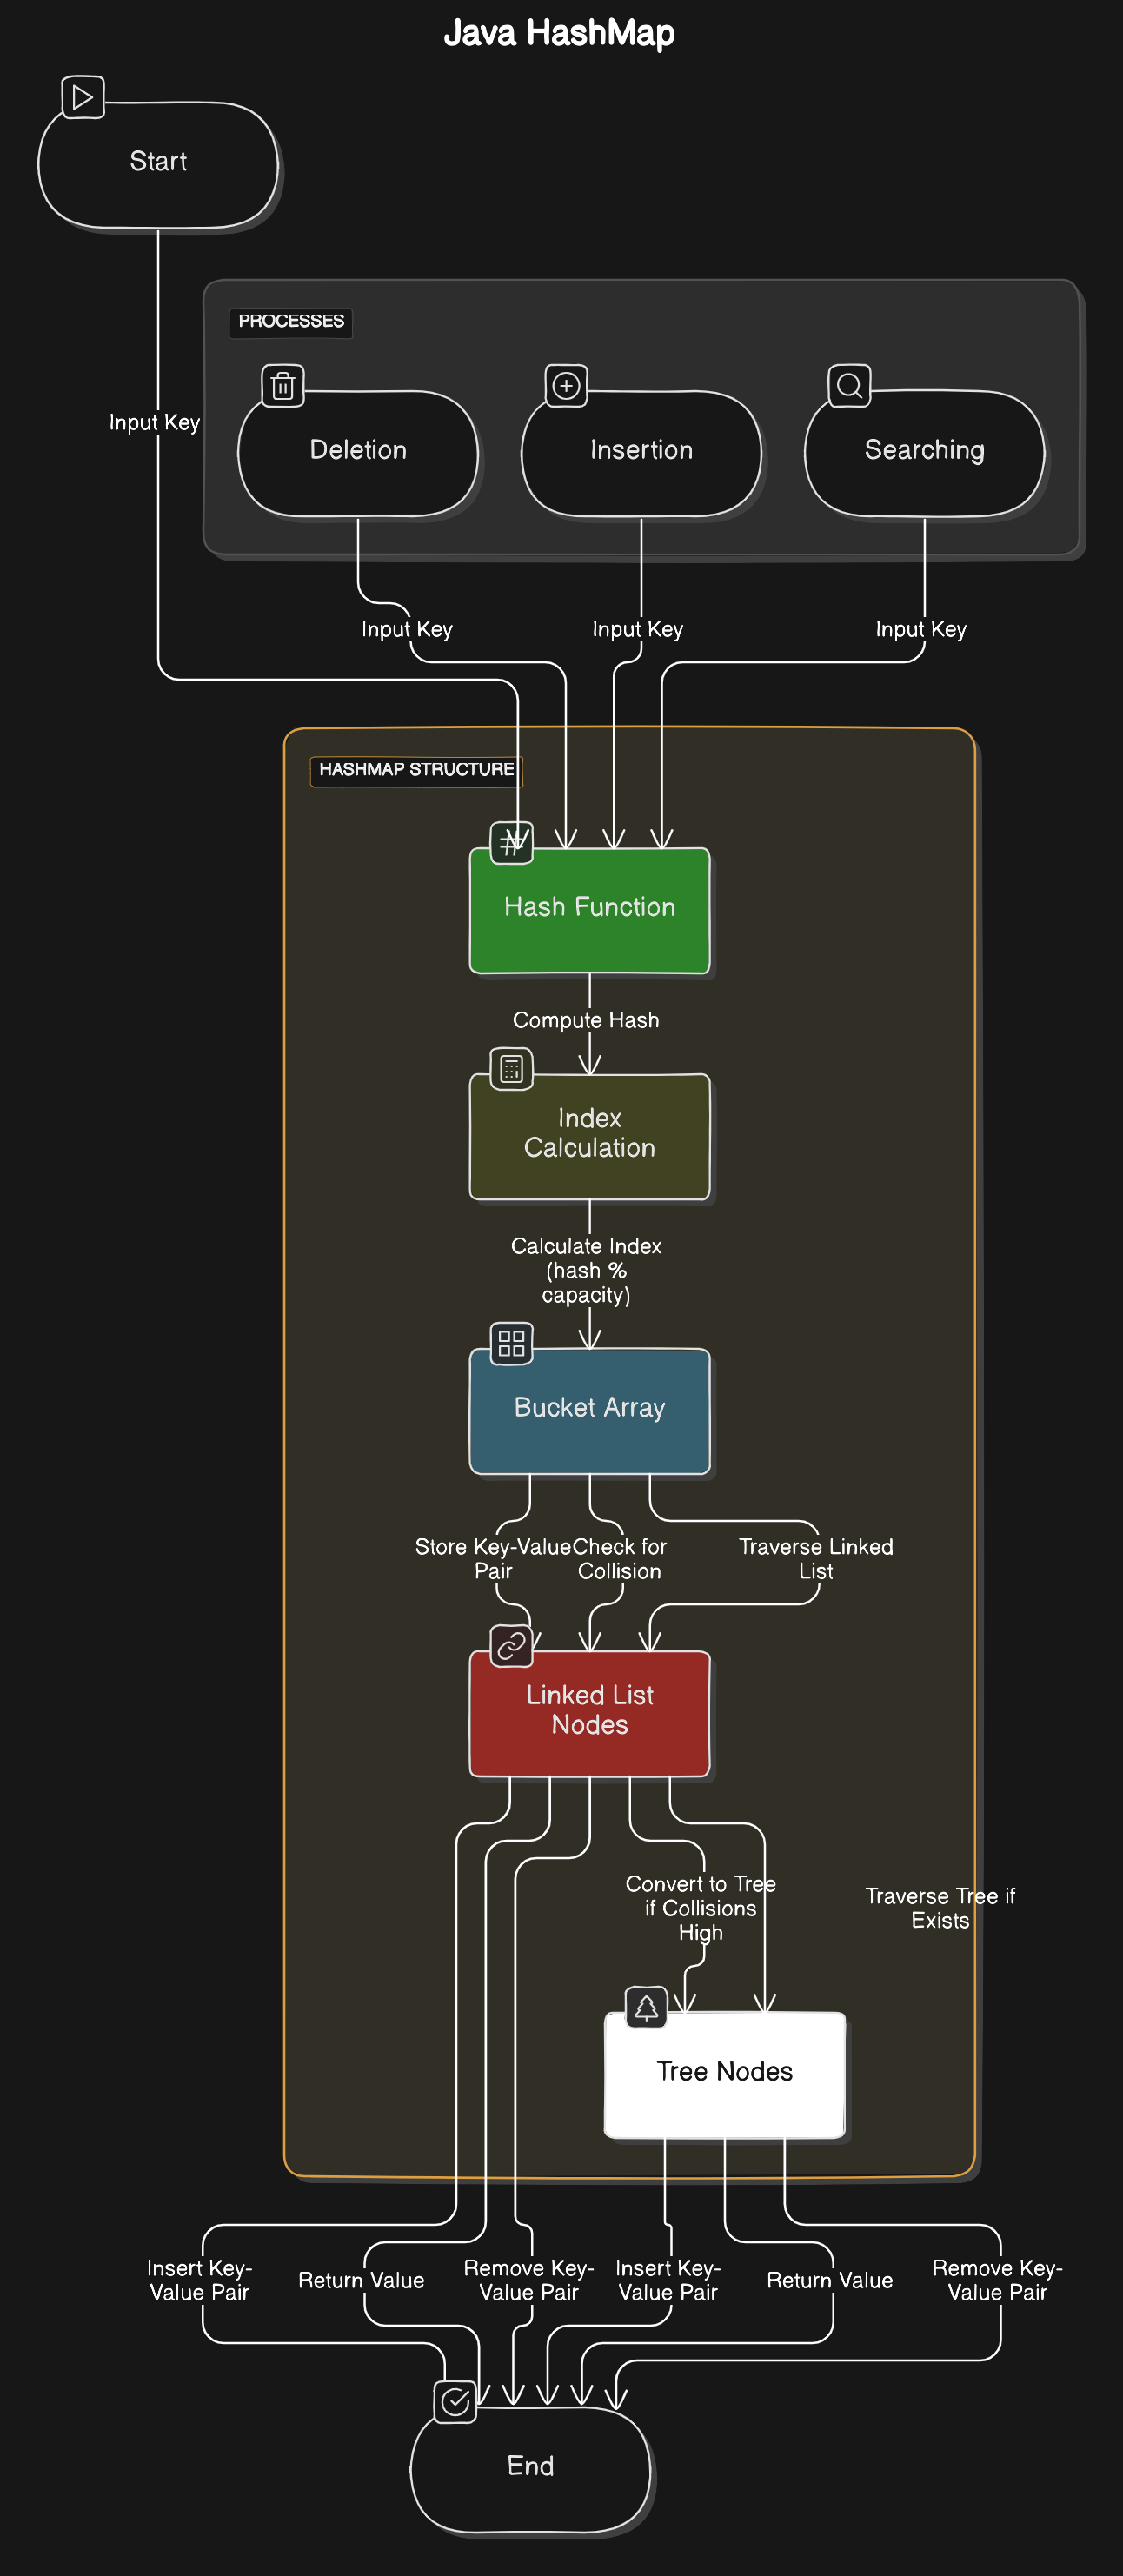 Java HashMap
Start
PROCESSES
Deletion
Insertion
Searching
Input Key
Input Key
Input Key
Input Key
HASHMAP STRUCTURE
Hash Function
Compute Hash
Index
Calculation
Calculate Index
(hash %
capacity)
Bucket Array
Store Key-Value
Pair
Check for
Collision
Traverse Linked
List
Linked List
Nodes
Convert to Tree
if Collisions
High
Traverse Tree if
Exists
Tree Nodes
Insert Key-
Value Pair
Return Value
Remove Key-
Value Pair
Insert Key-
Value Pair
Return Value
Remove Key-
Value Pair
End